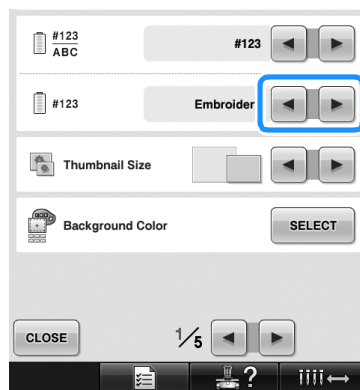 #123
ABC
#123
#123
Embroider
Thumbnail Size
Background Color
SELECT
CLOSE
1/5
?